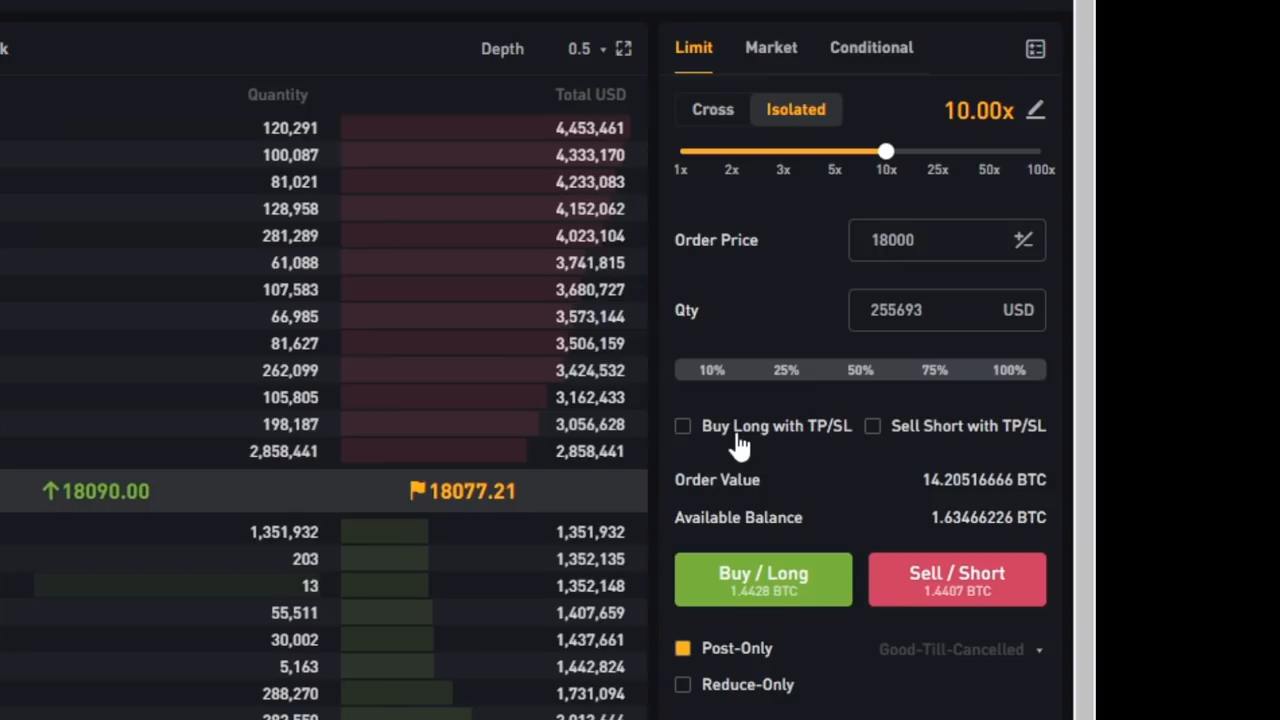 k Depth 0.5
Quantity Total USD
120,291 4,453,461
100,087 4,333,170
81,021 4,233,083
128,958 4,152,062
281,289 4,023,104
61,088 3,741,815
107,583 3,680,727
66,985 3,573,144
81,627 3,506,159
262,099 3,424,532
105,805 3,162,433
198,187 3,056,628
2,858,441 2,858,441
18090.00 18077.21
1,351,932 1,351,932
203 1,352,135
13 1,352,148
55,511 1,407,659
30,002 1,437,661
5,163 1,442,824
288,270 1,731,094
Limit Market Conditional
Cross Isolated 10.00x
1x 2x 3x 5x 10x 25x 50x 100x
Order Price 18000
Qty 255693 USD
10% 25% 50% 75% 100%
Buy Long with TP/SL Sell Short with TP/SL
Order Value 14.20516666 BTC
Available Balance 1.63466226 BTC
Buy / Long Sell / Short
1.4428 BTC 1.4407 BTC
Post-Only Good-Till-Cancelled
Reduce-Only